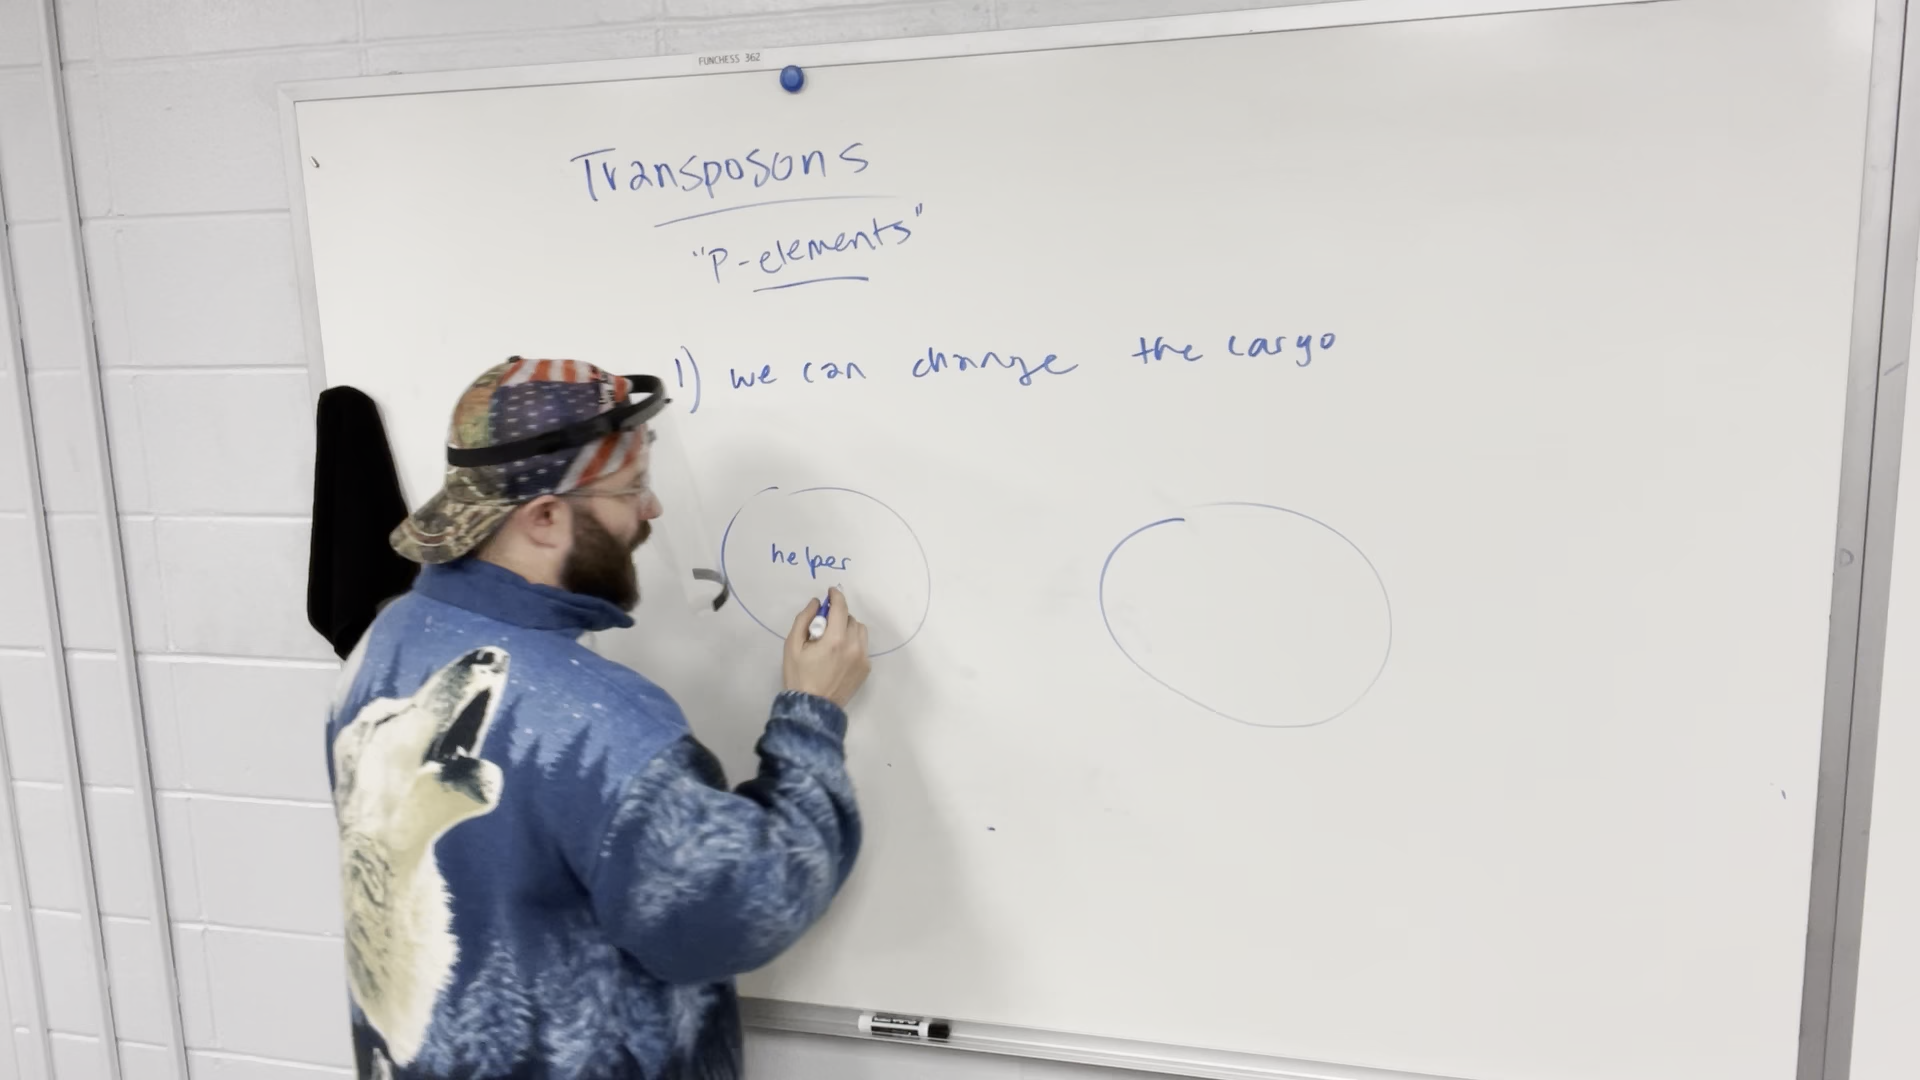 FUNCHESS 362
Transposons
"P-elements"
1) we can change the cargo
helper